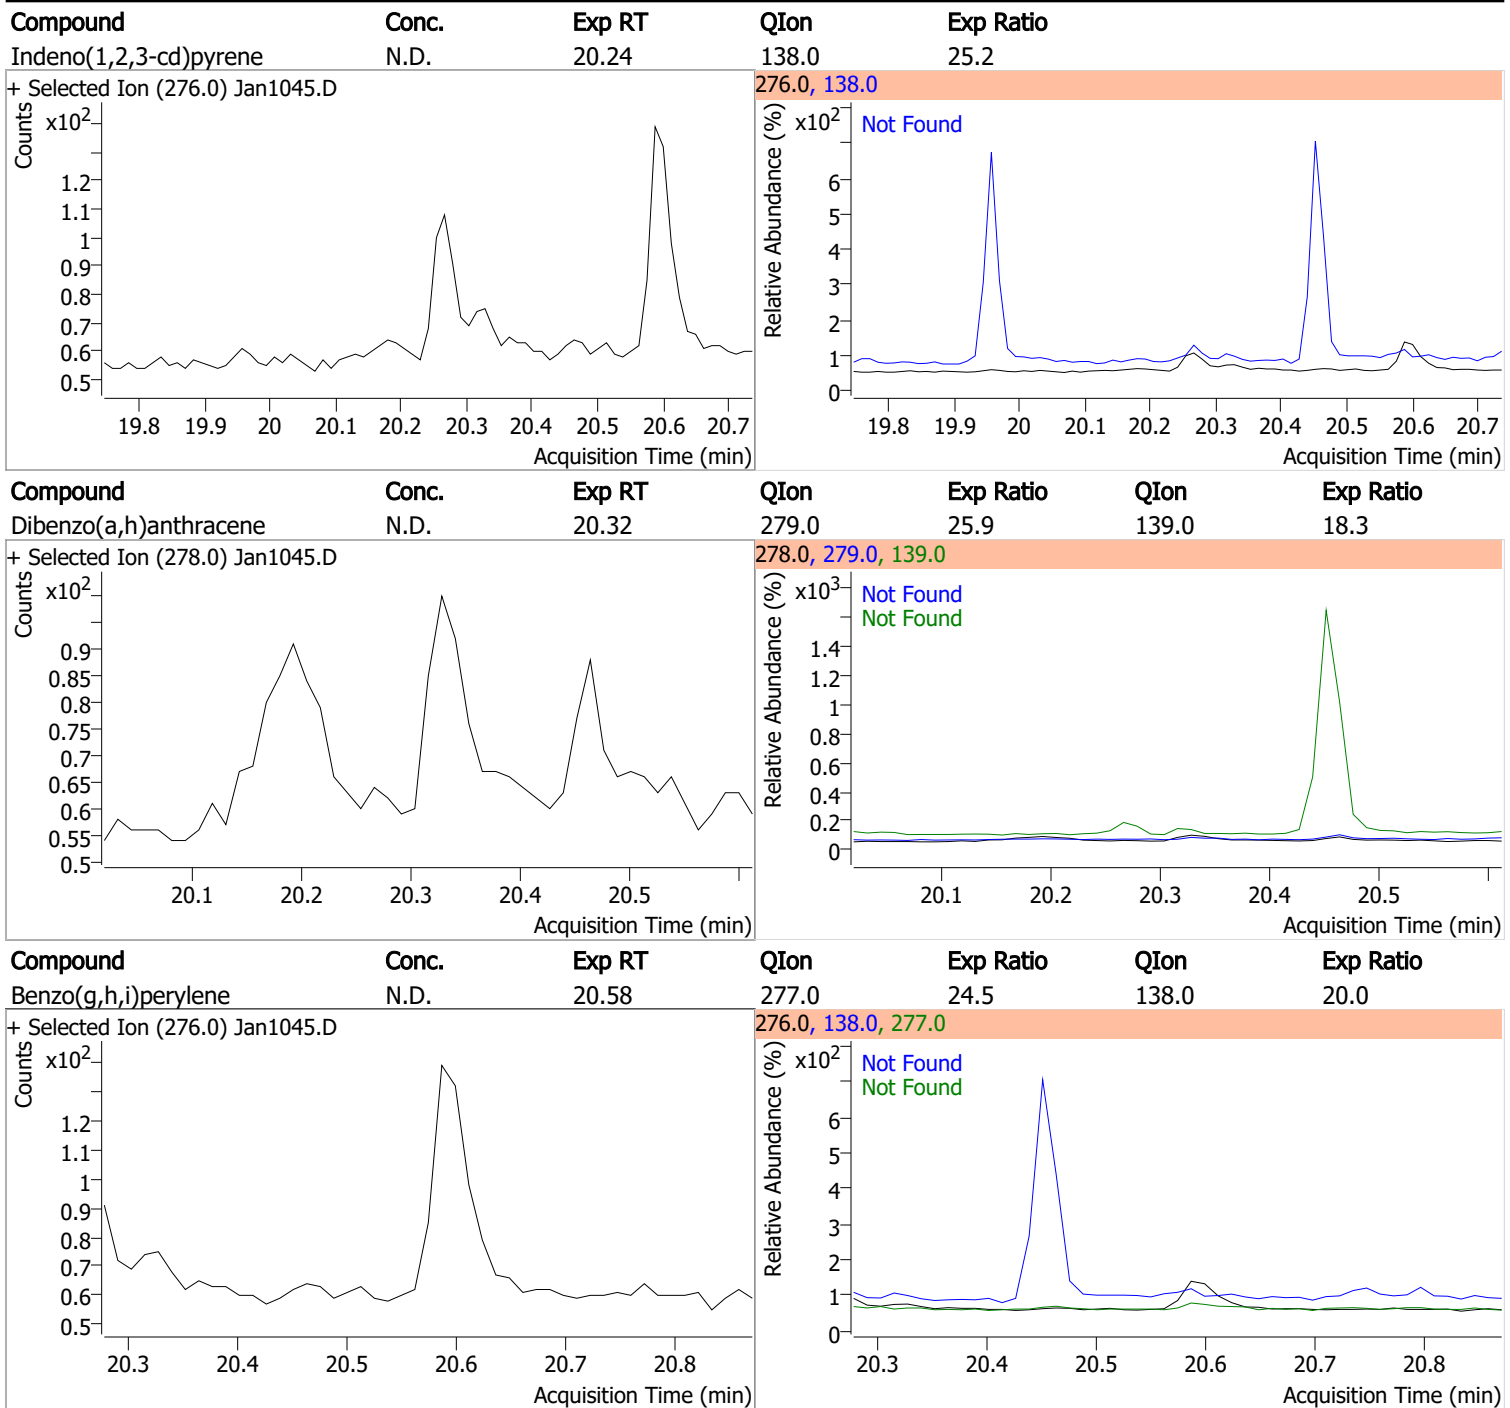 Compound Conc. Exp RT QIon Exp Ratio
Indeno(1,2,3-cd)pyrene N.D. 20.24 138.0 25.2
+ Selected Ion (276.0) Jan1045.D
Counts
x10²
1.2
1.1
1
0.9
0.8
0.7
0.6
0.5
19.8 19.9 20 20.1 20.2 20.3 20.4 20.5 20.6 20.7
Acquisition Time (min)
276.0, 138.0
Relative Abundance (%)
x10²
Not Found
6
5
4
3
2
1
0
19.8 19.9 20 20.1 20.2 20.3 20.4 20.5 20.6 20.7
Acquisition Time (min)
Compound Conc. Exp RT QIon Exp Ratio QIon Exp Ratio
Dibenzo(a,h)anthracene N.D. 20.32 279.0 25.9 139.0 18.3
+ Selected Ion (278.0) Jan1045.D
Counts
x10²
0.9
0.85
0.8
0.75
0.7
0.65
0.6
0.55
0.5
20.1 20.2 20.3 20.4 20.5
Acquisition Time (min)
278.0, 279.0, 139.0
Relative Abundance (%)
x10³
Not Found
Not Found
1.4
1.2
1
0.8
0.6
0.4
0.2
0
20.1 20.2 20.3 20.4 20.5
Acquisition Time (min)
Compound Conc. Exp RT QIon Exp Ratio QIon Exp Ratio
Benzo(g,h,i)perylene N.D. 20.58 277.0 24.5 138.0 20.0
+ Selected Ion (276.0) Jan1045.D
Counts
x10²
1.2
1.1
1
0.9
0.8
0.7
0.6
0.5
20.3 20.4 20.5 20.6 20.7 20.8
Acquisition Time (min)
276.0, 138.0, 277.0
Relative Abundance (%)
x10²
Not Found
Not Found
6
5
4
3
2
1
0
20.3 20.4 20.5 20.6 20.7 20.8
Acquisition Time (min)